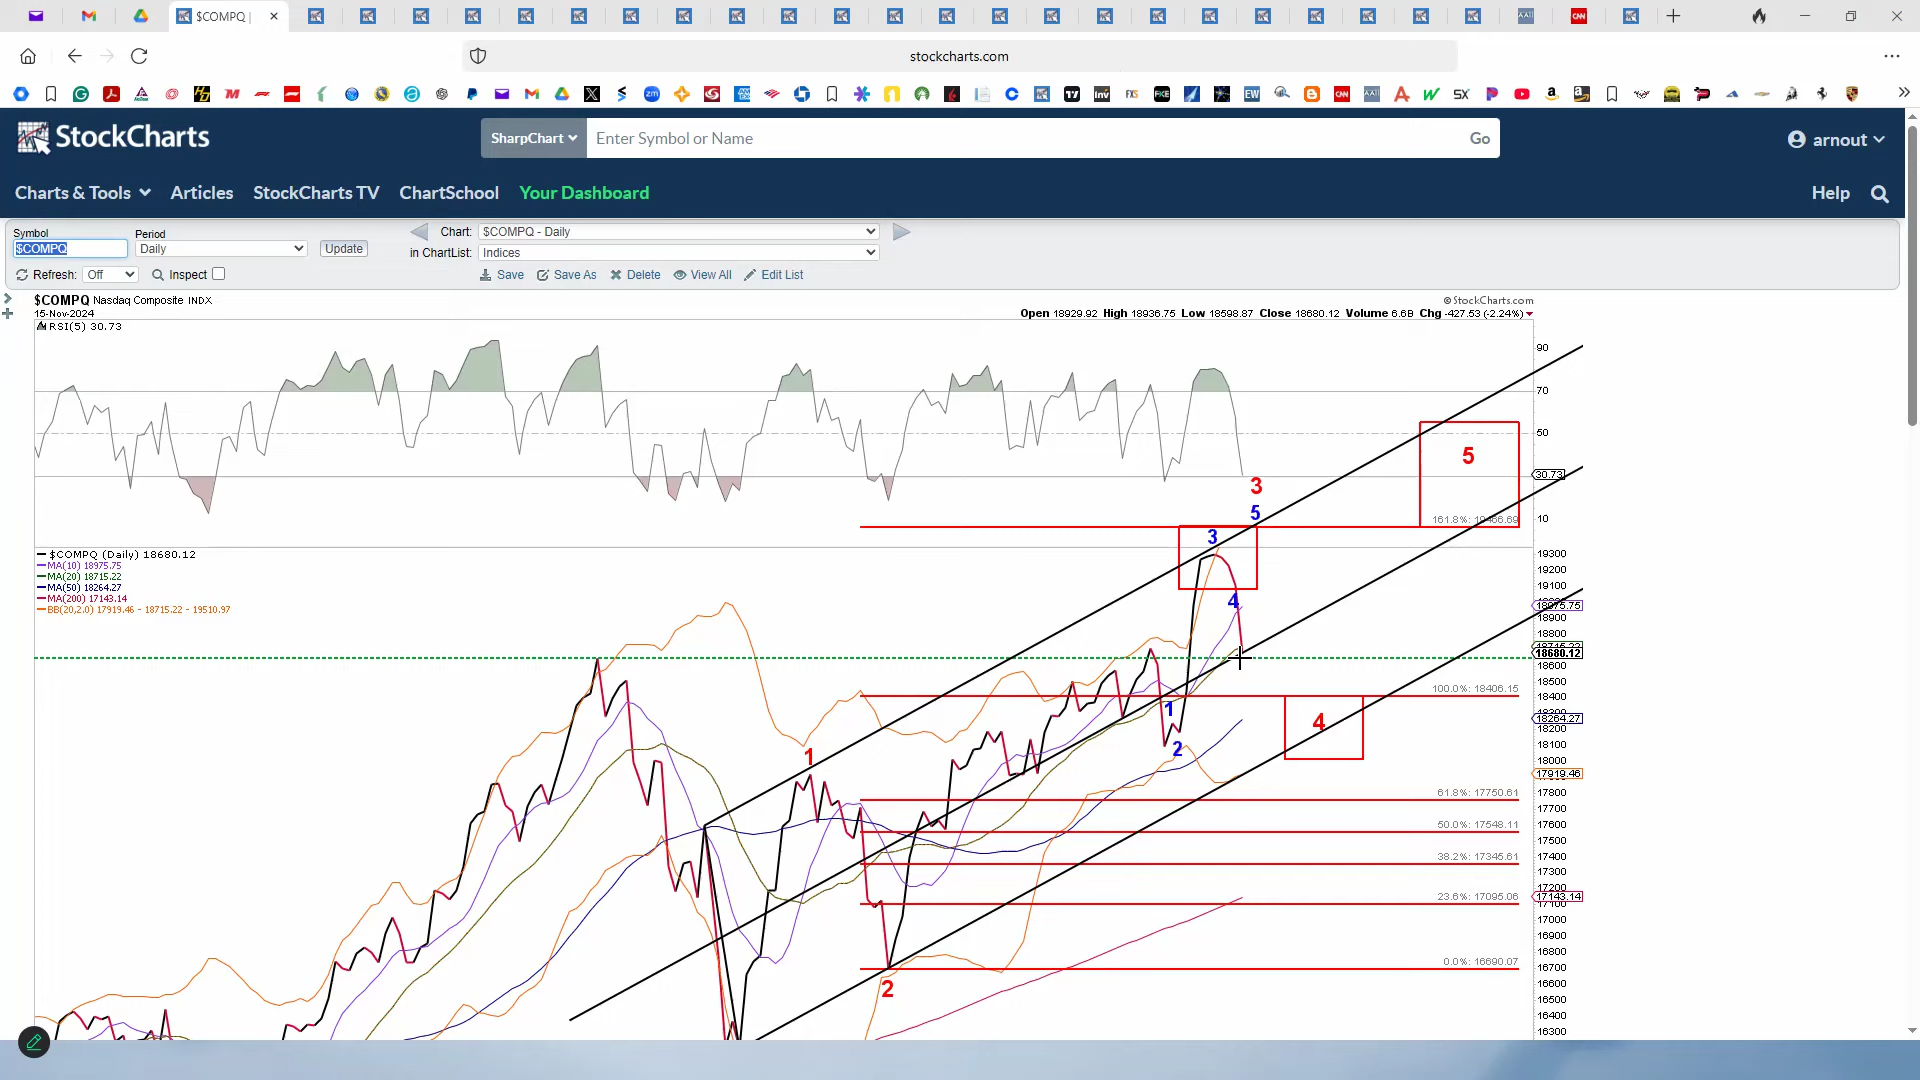 $COMPQ |
stockcharts.com
StockCharts
SharpChart
Enter Symbol or Name
Go
arnout
Charts & Tools
Articles
StockCharts TV
ChartSchool
Your Dashboard
Help
Symbol
$COMPQ
Period
Daily
Update
Chart:
$COMPQ - Daily
in ChartList:
Indices
Refresh:
Off
Inspect
Save
Save As
Delete
View All
Edit List
$COMPQ Nasdaq Composite INDX
© StockCharts.com
15-Nov-2024
Open 18929.92 High 18936.75 Low 18598.87 Close 18680.12 Volume 6.6B Chg -427.53 (-2.24%)
RSI(5) 30.73
90
70
50
30.73
10
5
3
5
3
4
161.8%: 19466.69
$COMPQ (Daily) 18680.12
MA(10) 18975.75
MA(20) 18715.22
MA(50) 18264.27
MA(200) 17143.14
BB(20,2.0) 17919.46 - 18715.22 - 19510.97
19300
19200
19100
18975.75
18900
18800
18680.12
18600
18500
18400
18264.27
18200
18100
18000
17919.46
17800
17700
17600
17500
17400
17300
17200
17143.14
17100
17000
16900
16800
16700
16600
16500
16400
16300
100.0%: 18406.15
4
1
2
1
61.8%: 17750.61
50.0%: 17548.11
38.2%: 17345.61
23.6%: 17095.06
0.0%: 16690.07
2